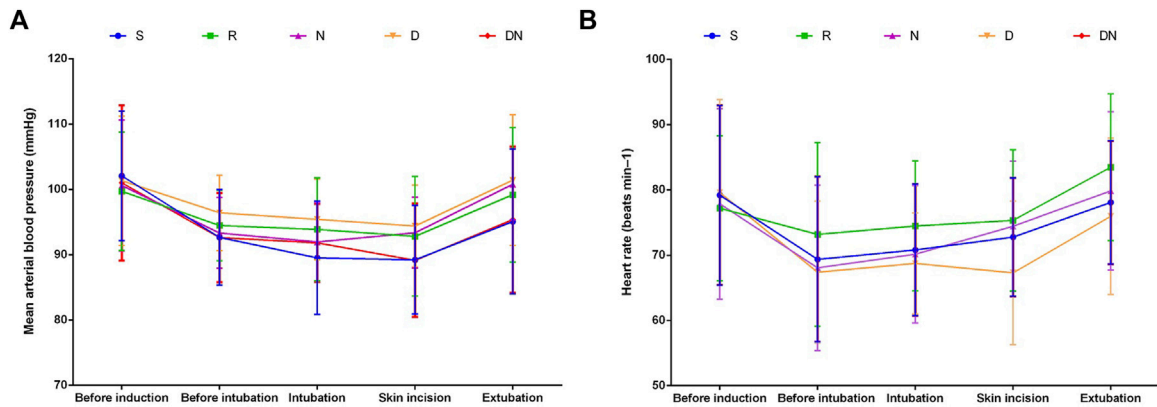 A
S R N D DN
Mean arterial blood pressure (mmHg)
120
110
100
90
80
70
Before induction Before intubation Intubation Skin incision Extubation
B
S R N D DN
Heart rate (beats min–1)
100
90
80
70
60
50
Before induction Before intubation Intubation Skin incision Extubation